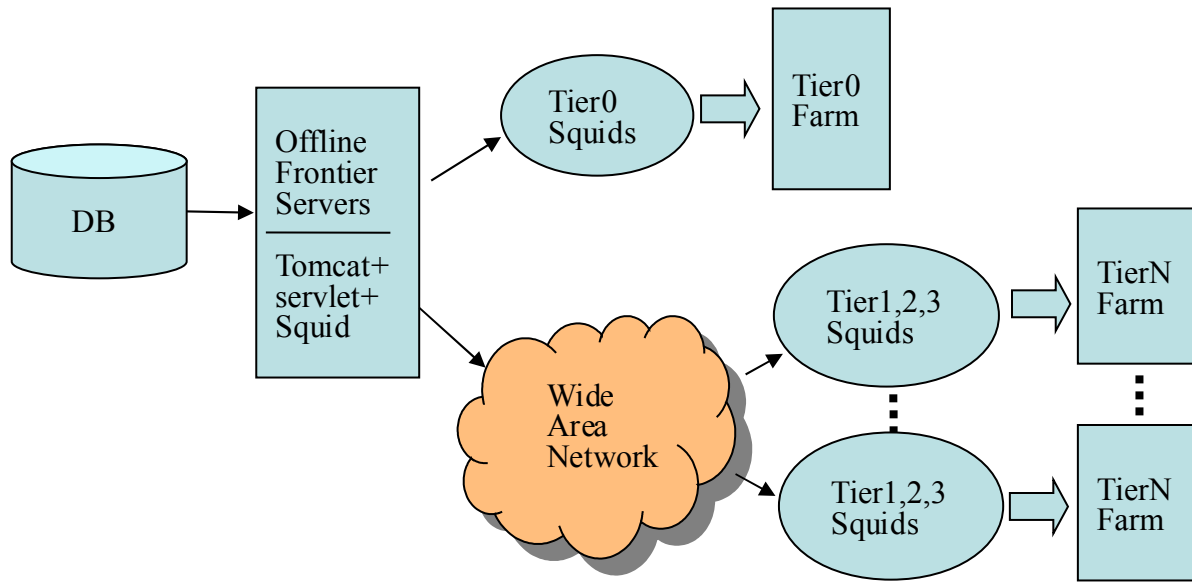 DB
Offline
Frontier
Servers
Tomcat+
servlet+
Squid
Tier0
Squids
Tier0
Farm
Wide
Area
Network
Tier1,2,3
Squids
TierN
Farm
Tier1,2,3
Squids
TierN
Farm